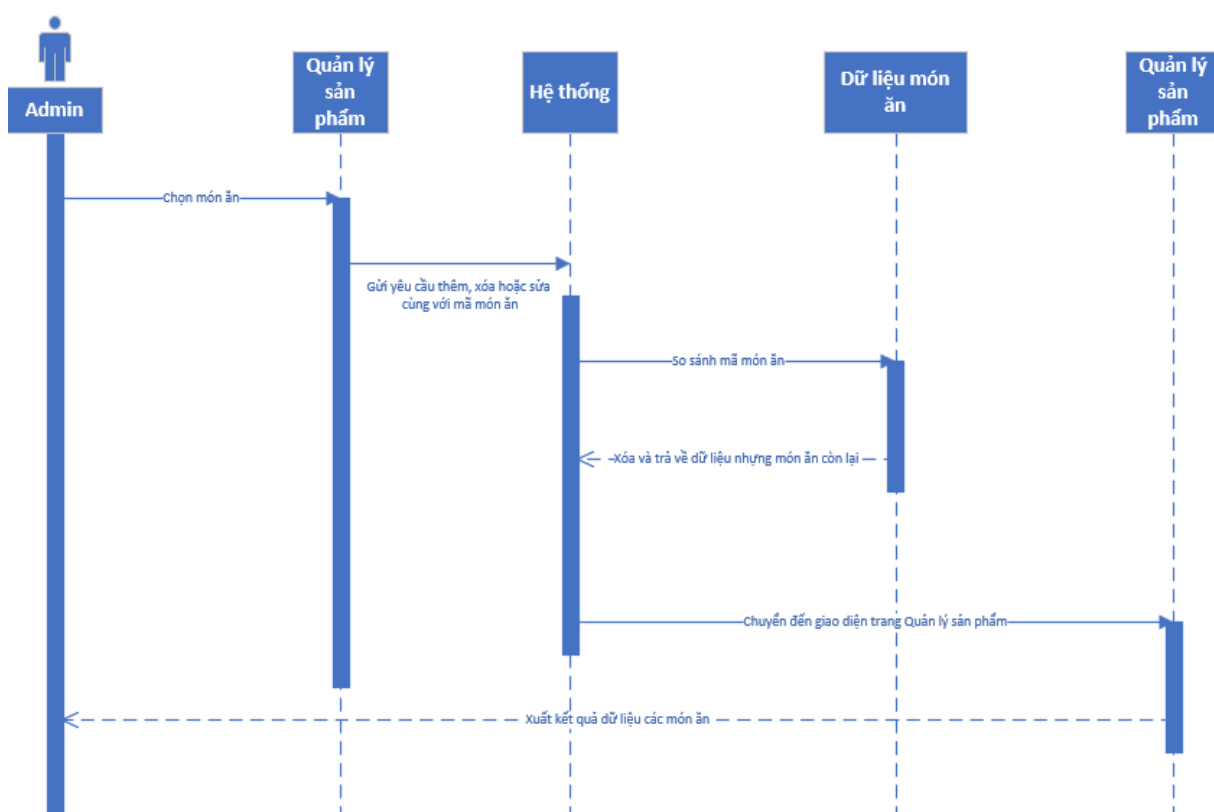 Admin
Quản lý
sản
phẩm
Hệ thống
Dữ liệu món
ăn
Quản lý
sản
phẩm
Chọn món ăn
Gửi yêu cầu thêm, xóa hoặc sửa
cùng với mã món ăn
So sánh mã món ăn
Xóa và trả về dữ liệu nhựng món ăn còn lại
Chuyển đến giao diện trang Quản lý sản phẩm
Xuất kết quả dữ liệu các món ăn